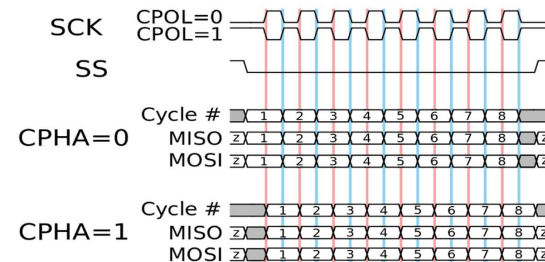 SCK CPOL=0
CPOL=1
SS
Cycle # 1 2 3 4 5 6 7 8
CPHA=0 MISO z 1 2 3 4 5 6 7 8 z
MOSI z 1 2 3 4 5 6 7 8 z
Cycle # 1 2 3 4 5 6 7 8
CPHA=1 MISO z 1 2 3 4 5 6 7 8 z
MOSI z 1 2 3 4 5 6 7 8 z